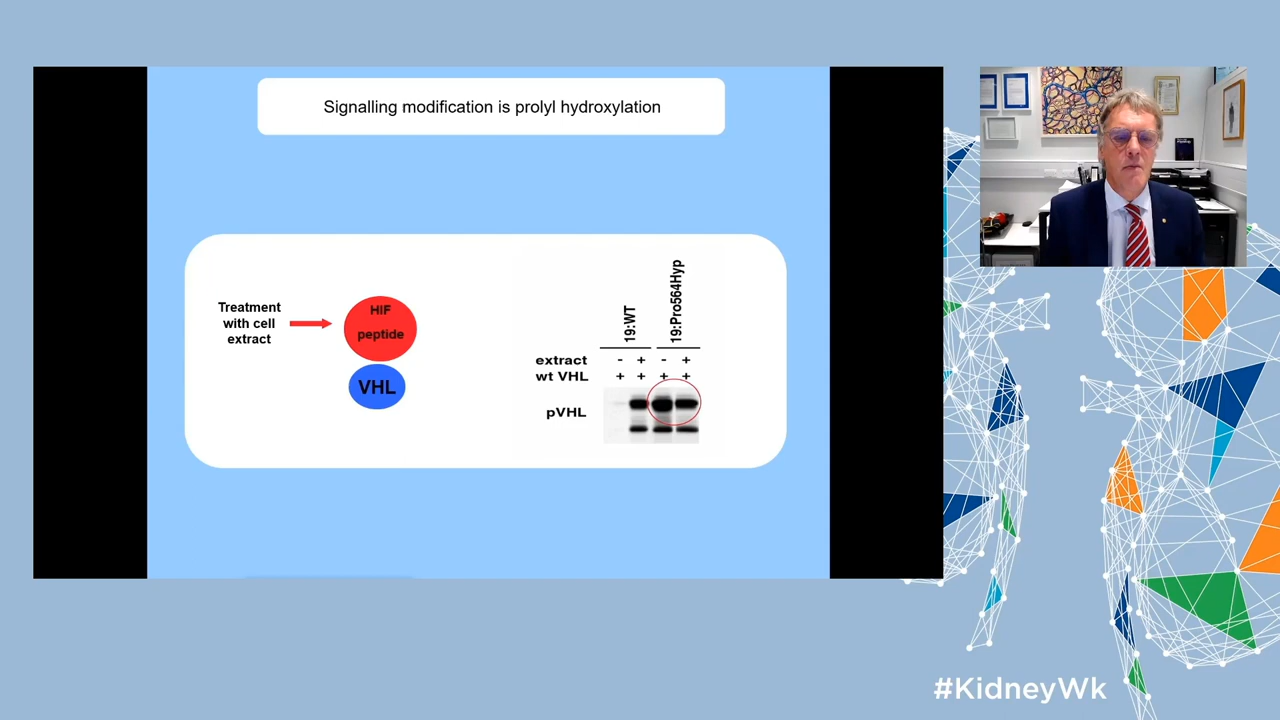 Signalling modification is prolyl hydroxylation
Treatment
with cell
extract
HIF
peptide
VHL
19:WT
19:Pro564Hyp
extract - + - +
wt VHL + + + +
pVHL
#KidneyWk